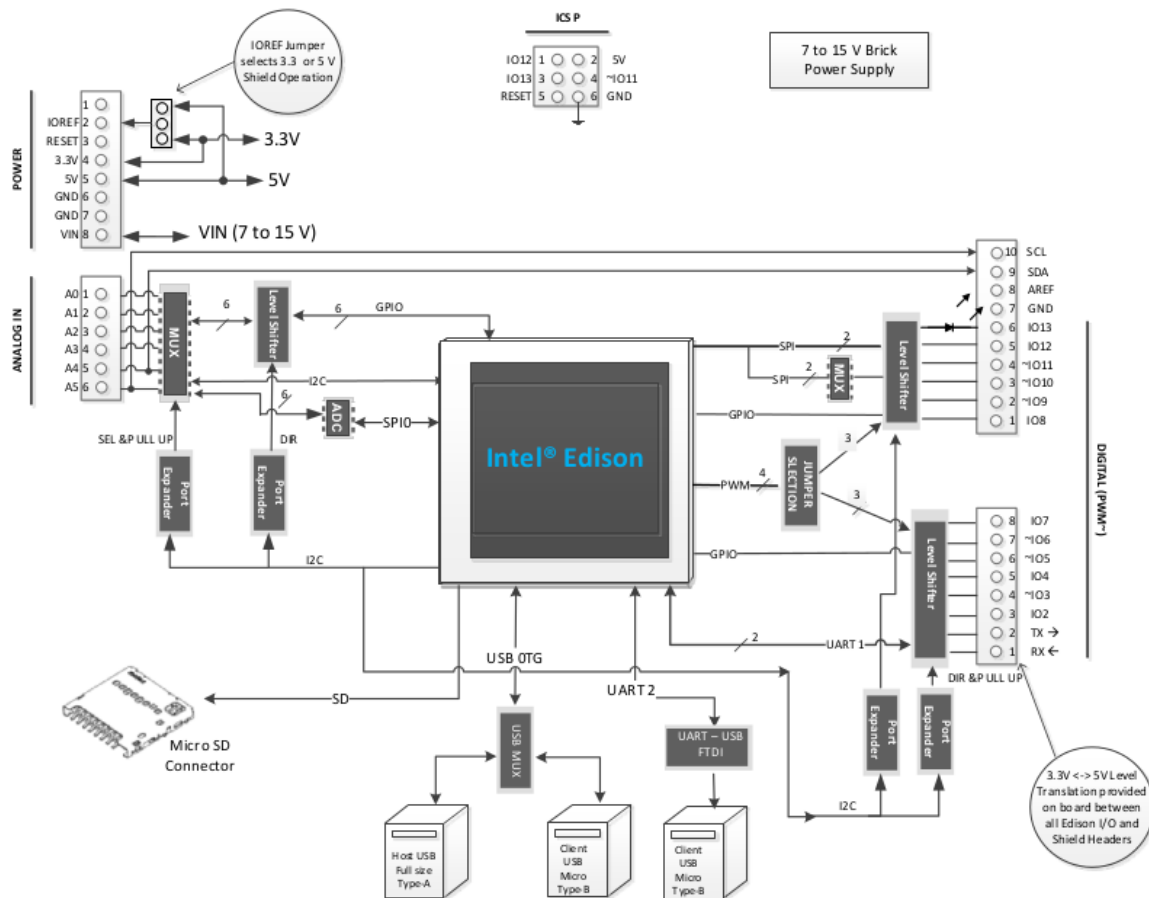 ICS P
IOREF Jumper
selects 3.3 or 5 V
Shield Operation
IO12 1 2 5V
IO13 3 4 ~IO11
RESET 5 6 GND
7 to 15 V Brick
Power Supply
POWER
1
IOREF 2
RESET 3
3.3V 4
5V 5
GND 6
GND 7
VIN 8
3.3V
5V
VIN (7 to 15 V)
ANALOG IN
A0 1
A1 2
A2 3
A3 4
A4 5
A5 6
MUX
6
Level Shifter
6
GPIO
I2C
6
ADC
SPI0
SEL &PULL UP
DIR
Port
Expander
Port
Expander
I2C
Intel® Edison
SPI
2
SPI
2
MUX
Level Shifter
GPIO
PWM
4
JUMPER
SLECTION
3
3
GPIO
Level Shifter
10 SCL
9 SDA
8 AREF
7 GND
6 IO13
5 IO12
4 ~IO11
3 ~IO10
2 ~IO9
1 IO8
DIGITAL (PWM~)
8 IO7
7 ~IO6
6 ~IO5
5 IO4
4 ~IO3
3 IO2
2 TX →
1 RX ←
2
UART 1
DIR &PULL UP
USB OTG
UART 2
SD
Micro SD
Connector
USB MUX
UART – USB
FTDI
Port
Expander
Port
Expander
I2C
Host USB
Full size
Type-A
Client
USB
Micro
Type-B
Client
USB
Micro
Type-B
3.3V <-> 5V Level
Translation provided
on board between
all Edison I/O and
Shield Headers